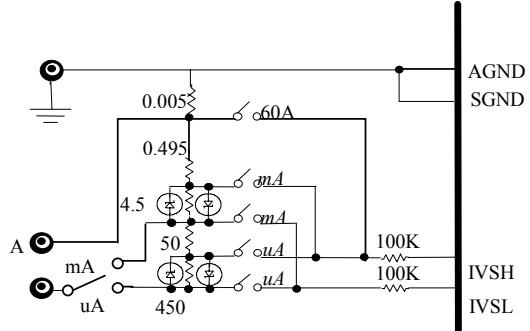 AGND
0.005
SGND
60A
0.495
mA
4.5
mA
A
50
uA
100K
mA
IVSH
uA
100K
uA
450
IVSL